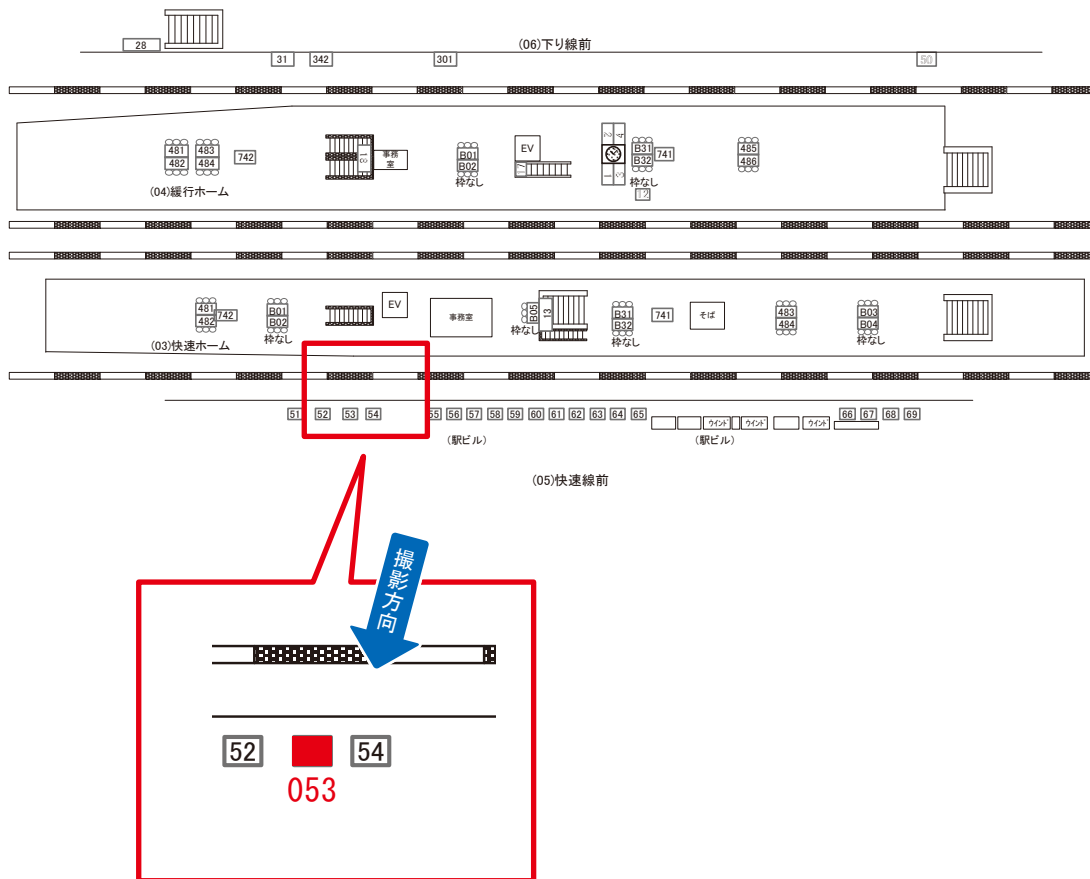 28
(06)下り線前
31 342 301 50
481 483 742 18 事務室 B01 EV 17 2 4 B31 741 485
482 484 B02 1 3 B32 486
枠なし 枠なし
12
(04)緩行ホーム
481 742 B01 EV 事務室 B05 13 B31 741 そば 483 B03
482 B02 B32 484 B04
枠なし 枠なし 枠なし 枠なし
(03)快速ホーム
51 52 53 54 55 56 57 58 59 60 61 62 63 64 65 ウインド ウインド ウインド 66 67 68 69
(駅ビル) (駅ビル)
(05)快速線前
撮影方向
52 54
053